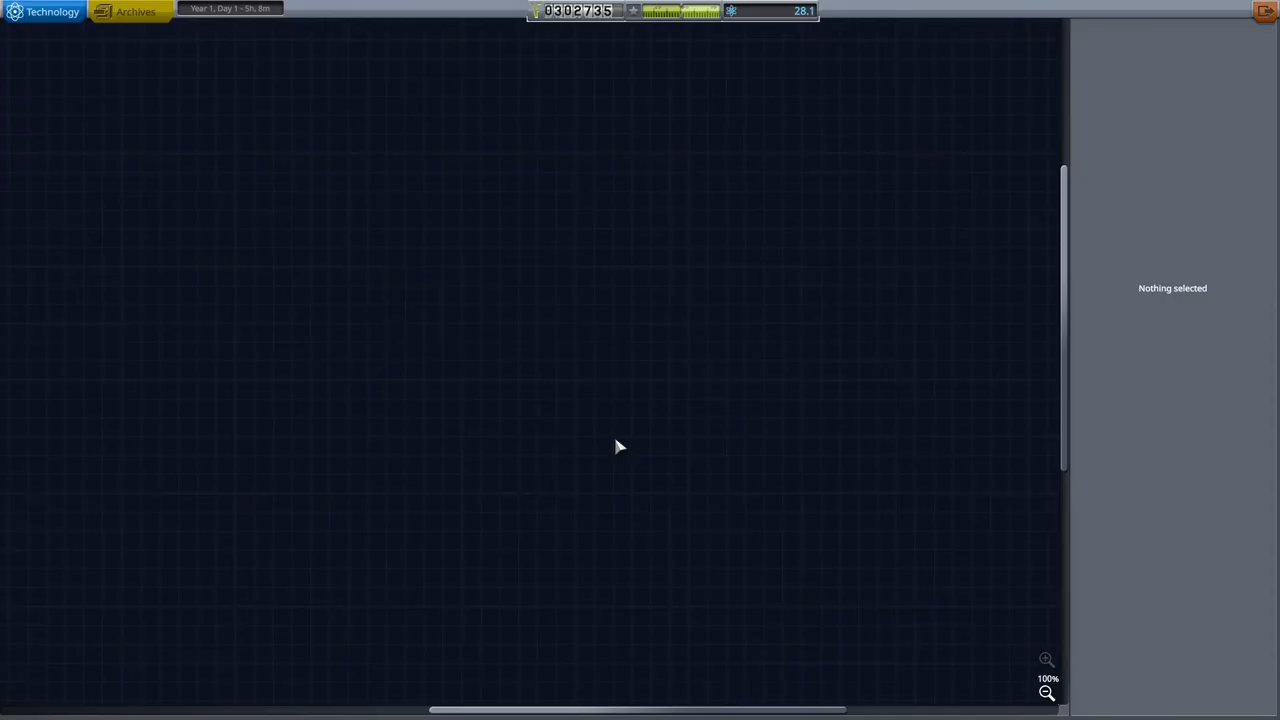 Technology
Archives
Year 1, Day 1 - 5h, 8m
0302735
28.1
Nothing selected
100%